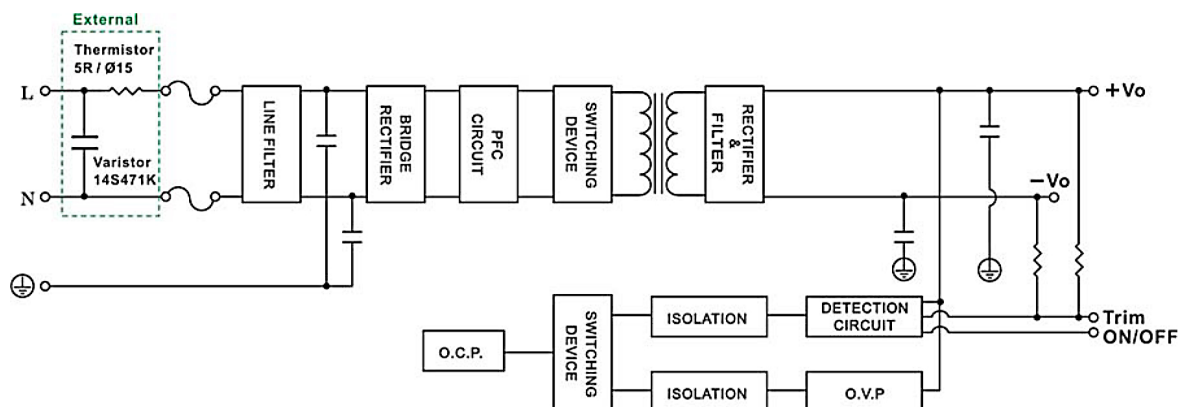 External
Thermistor
5R / Ø15
L
Varistor
14S471K
N
LINE FILTER
BRIDGE
RECTIFIER
PFC
CIRCUIT
SWITCHING
DEVICE
RECTIFIER
&
FILTER
+Vo
−Vo
O.C.P.
SWITCHING
DEVICE
ISOLATION
DETECTION
CIRCUIT
Trim
ON/OFF
ISOLATION
O.V.P